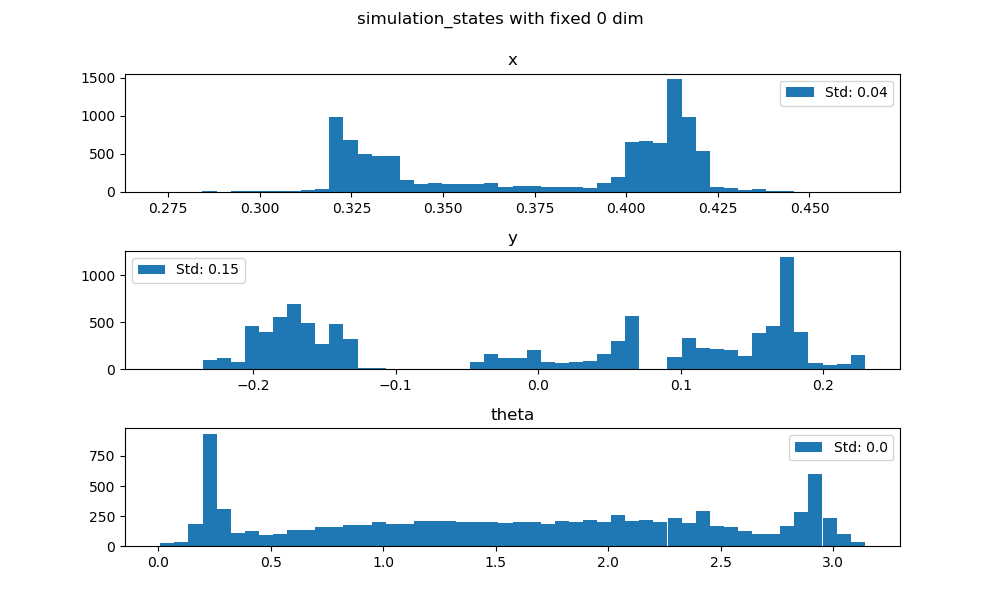 simulation_states with fixed 0 dim
x
1500
1000
500
0
Std: 0.04
0.275 0.300 0.325 0.350 0.375 0.400 0.425 0.450
y
1000
500
0
Std: 0.15
−0.2 −0.1 0.0 0.1 0.2
theta
750
500
250
0
Std: 0.0
0.0 0.5 1.0 1.5 2.0 2.5 3.0